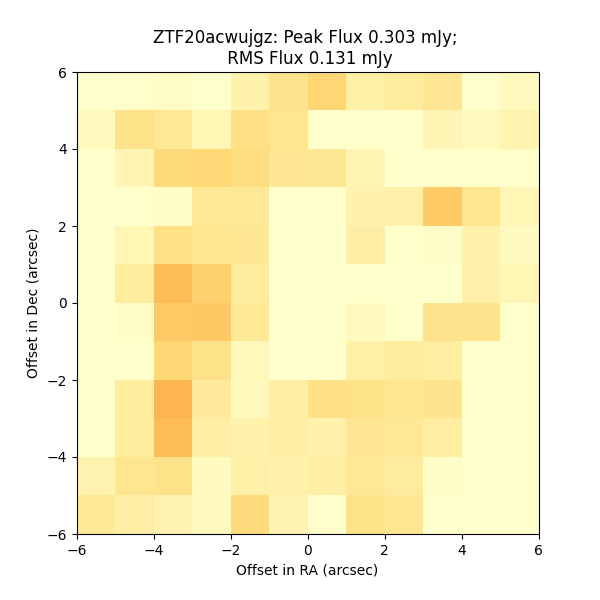 ZTF20acwujgz: Peak Flux 0.303 mJy;
RMS Flux 0.131 mJy
6
4
2
0
−2
−4
−6
Offset in Dec (arcsec)
−6 −4 −2 0 2 4 6
Offset in RA (arcsec)